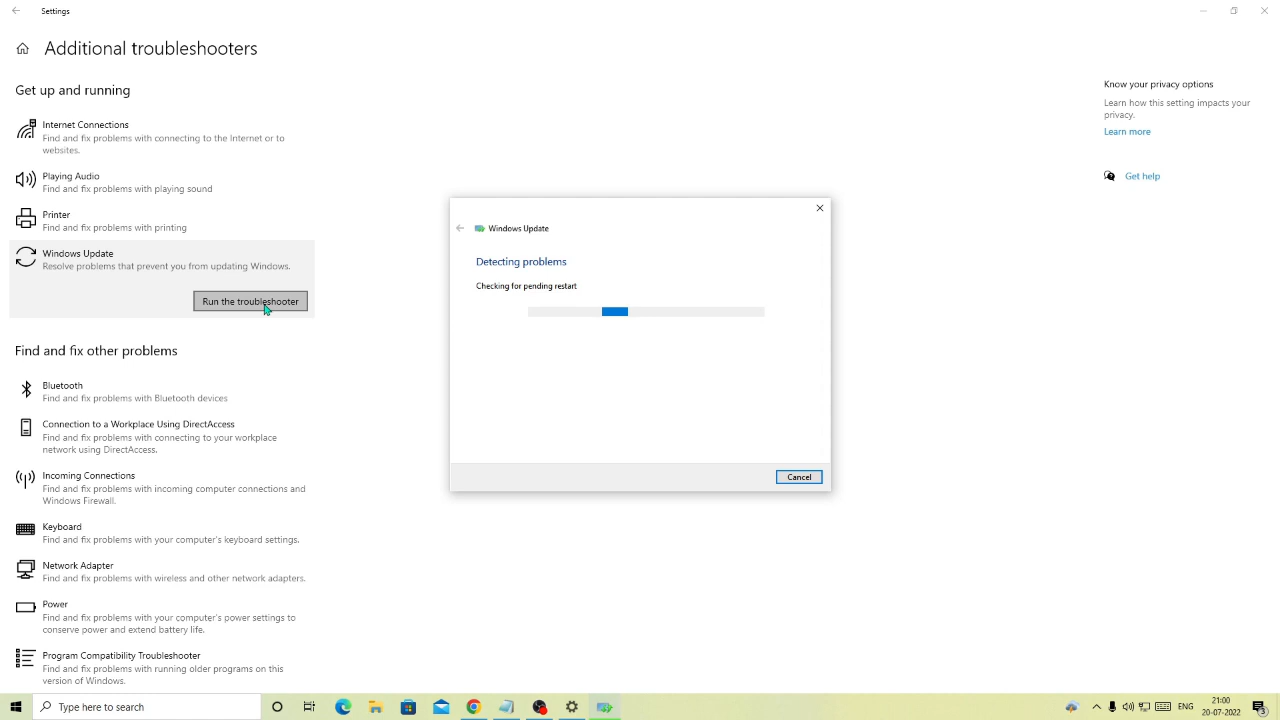 Settings
Additional troubleshooters
Get up and running
Internet Connections
Find and fix problems with connecting to the Internet or to
websites.
Playing Audio
Find and fix problems with playing sound
Printer
Find and fix problems with printing
Windows Update
Resolve problems that prevent you from updating Windows.
Run the troubleshooter
Find and fix other problems
Bluetooth
Find and fix problems with Bluetooth devices
Connection to a Workplace Using DirectAccess
Find and fix problems with connecting to your workplace
network using DirectAccess.
Incoming Connections
Find and fix problems with incoming computer connections and
Windows Firewall.
Keyboard
Find and fix problems with your computer's keyboard settings.
Network Adapter
Find and fix problems with wireless and other network adapters.
Power
Find and fix problems with your computer's power settings to
conserve power and extend battery life.
Program Compatibility Troubleshooter
Find and fix problems with running older programs on this
version of Windows.
Windows Update
Detecting problems
Checking for pending restart
Cancel
Know your privacy options
Learn how this setting impacts your
privacy.
Learn more
Get help
Type here to search
ENG
21:00
20-07-2022
3